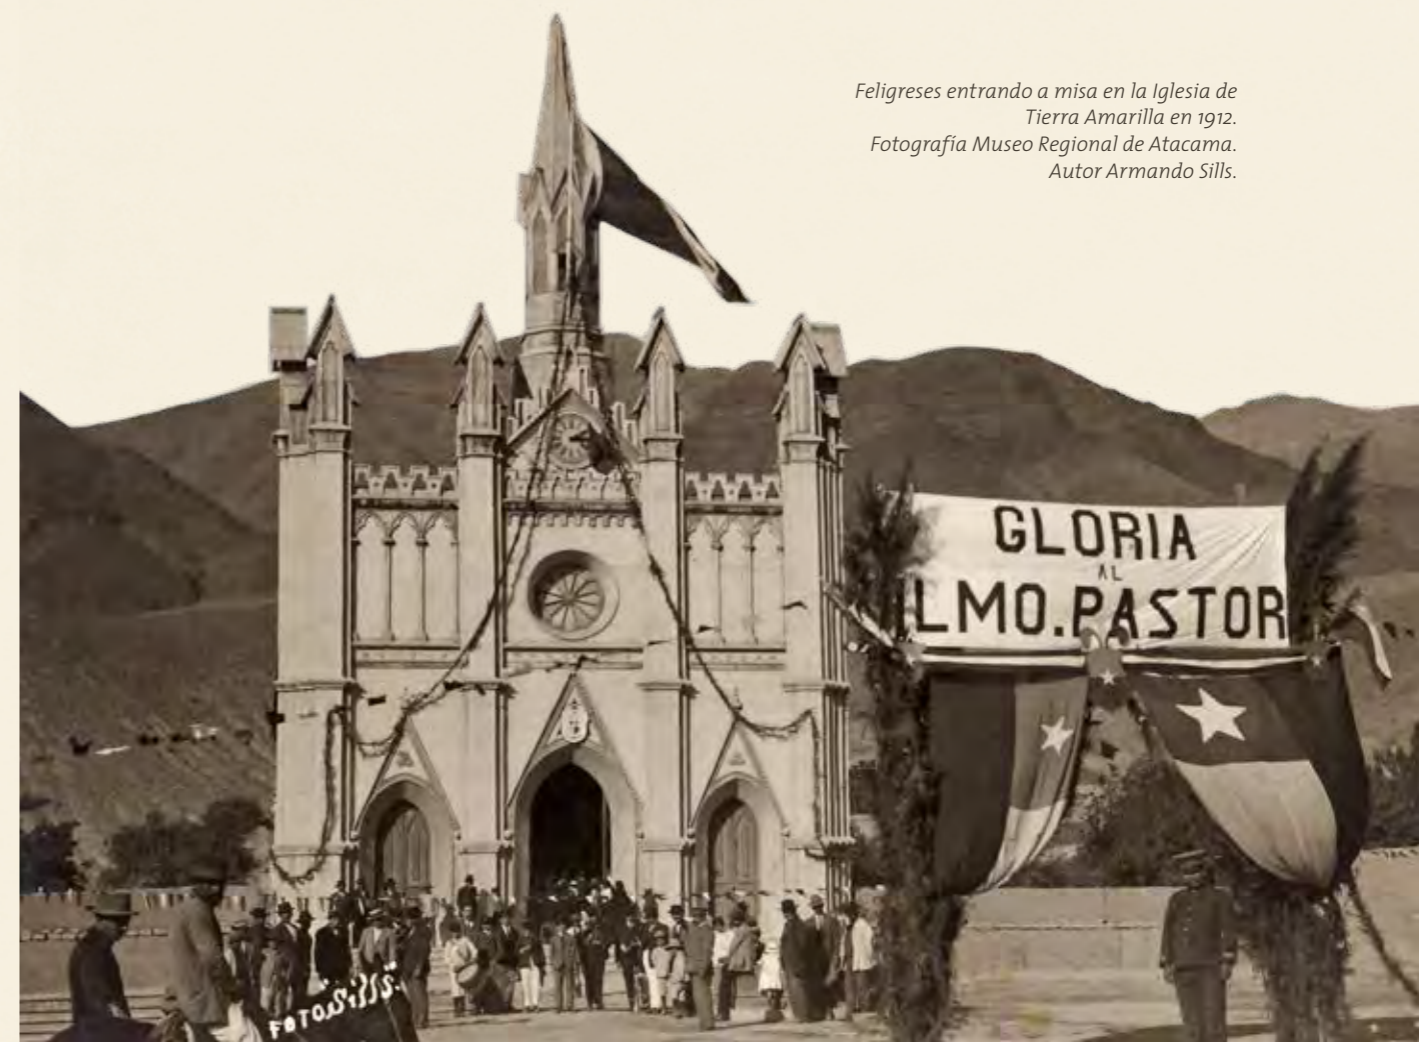 Feligreses entrando a misa en la Iglesia de
Tierra Amarilla en 1912.
Fotografía Museo Regional de Atacama.
Autor Armando Sills.
GLORIA
AL
ILMO. PASTOR
FOTO "Sills"